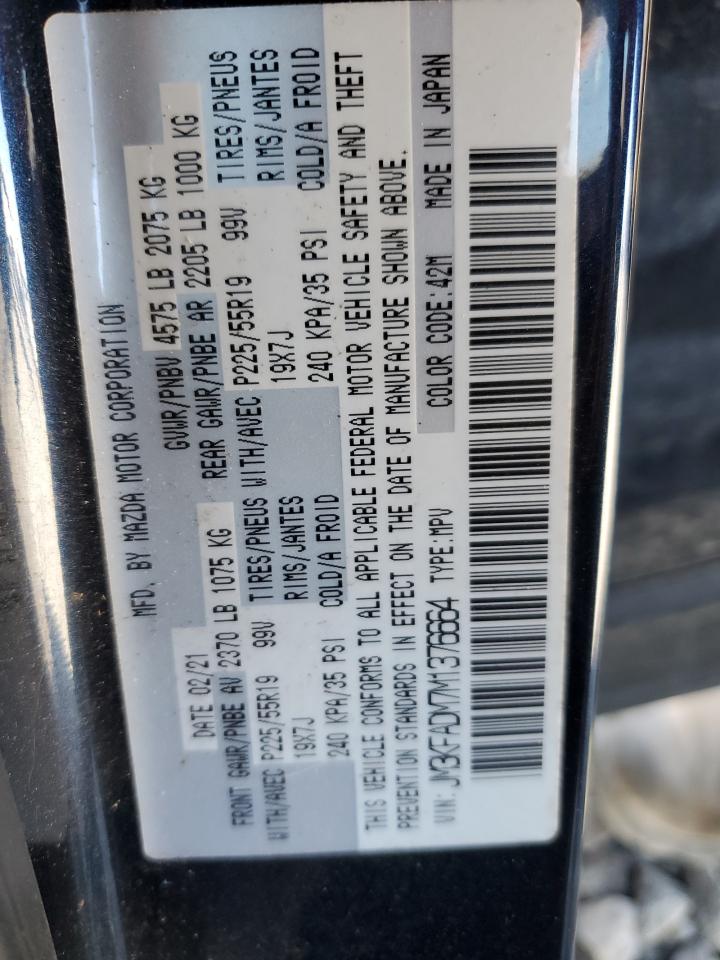 MFD. BY MAZDA MOTOR CORPORATION
DATE 02/21 GVWR/PNBV 4575 LB 2075 KG
FRONT GAWR/PNBE AV 2370 LB 1075 KG REAR GAWR/PNBE AR 2205 LB 1000 KG
WITH/AVEC P225/55R19 99V TIRES/PNEUS WITH/AVEC P225/55R19 99V TIRES/PNEUS
19X7J RIMS/JANTES 19X7J RIMS/JANTES
240 KPA/35 PSI COLD/A FROID 240 KPA/35 PSI COLD/A FROID
THIS VEHICLE CONFORMS TO ALL APPLICABLE FEDERAL MOTOR VEHICLE SAFETY AND THEFT
PREVENTION STANDARDS IN EFFECT ON THE DATE OF MANUFACTURE SHOWN ABOVE.
VIN: JM3KFADM7M1376664 TYPE:MPV COLOR CODE:42M MADE IN JAPAN